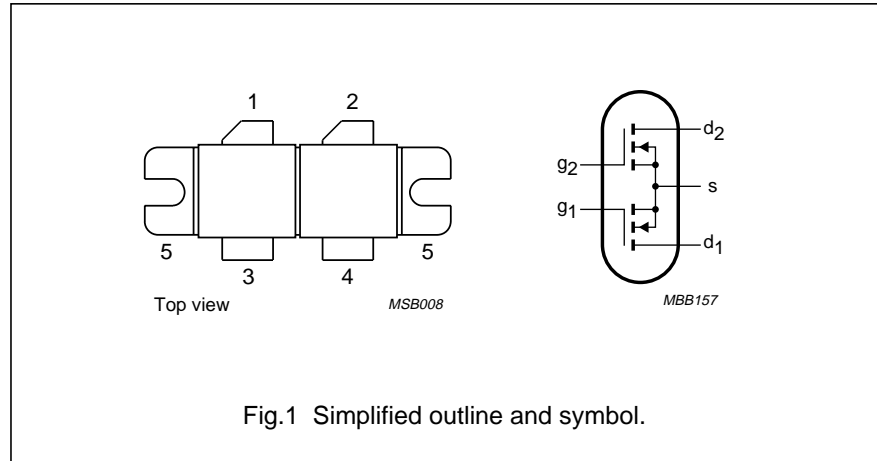 1 2
5 5
3 4
Top view MSB008
d2
g2
s
g1
d1
MBB157
Fig.1 Simplified outline and symbol.